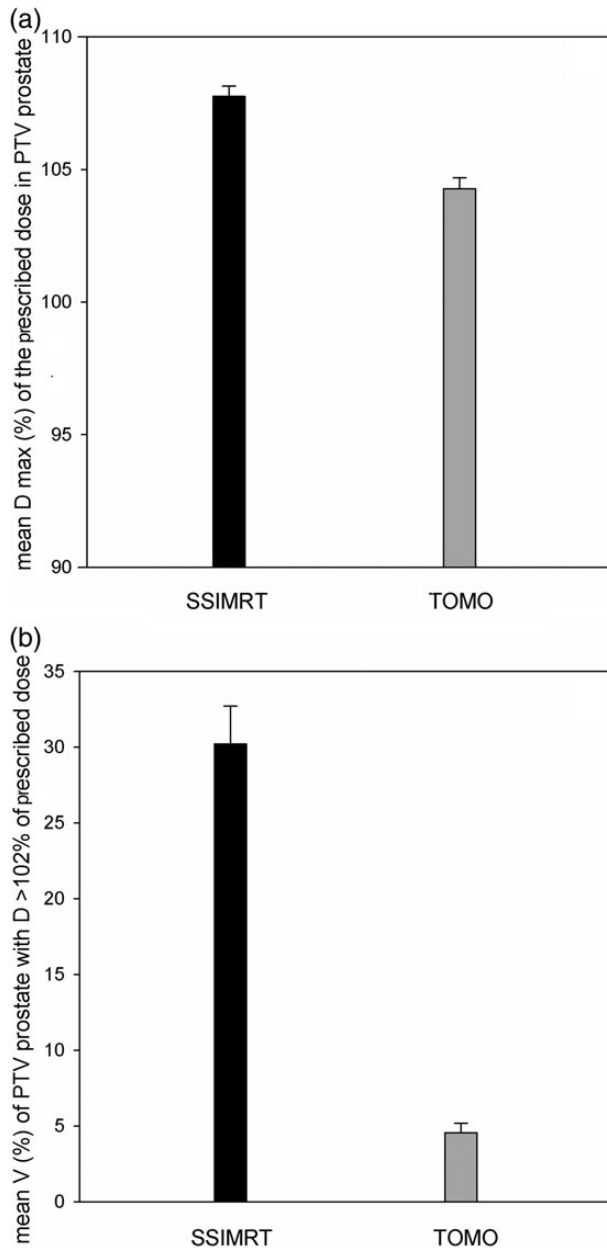 (a)
mean D max (%) of the prescribed dose in PTV prostate
110
105
100
95
90
SSIMRT TOMO
(b)
mean V (%) of PTV prostate with D >102% of prescribed dose
35
30
25
20
15
10
5
0
SSIMRT TOMO